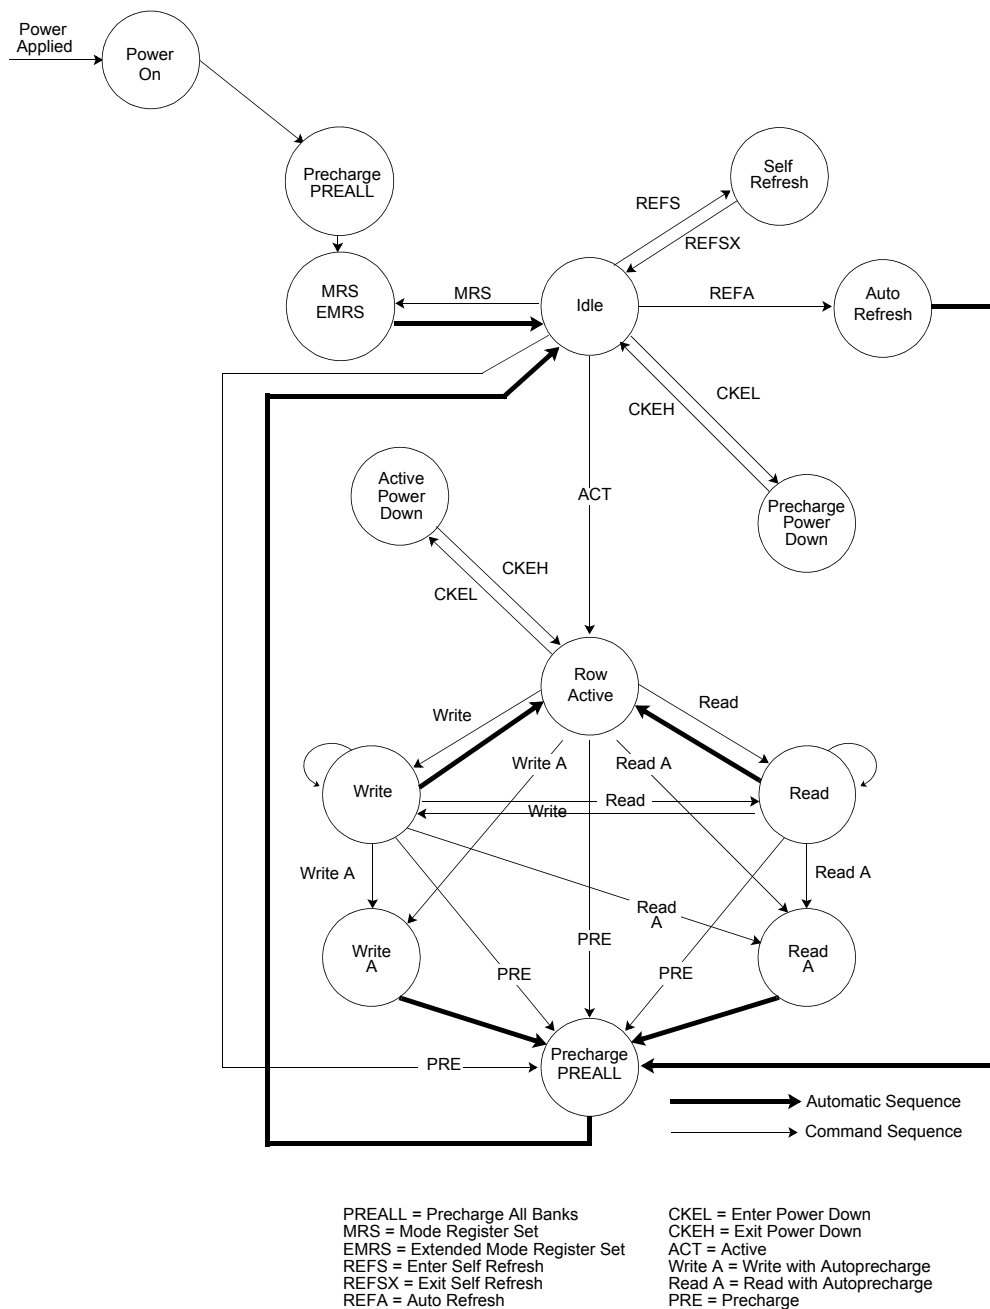 Power
Applied
Power
On
Precharge
PREALL
Self
Refresh
REFS
REFSX
MRS
EMRS
MRS
Idle
REFA
Auto
Refresh
CKEL
CKEH
Active
Power
Down
ACT
Precharge
Power
Down
CKEH
CKEL
Row
Active
Write
Read
Write A
Read A
Write
Read
Write
Read
Write A
Read A
Read
A
Write
A
PRE
Read
A
PRE
PRE
Precharge
PREALL
PRE
Automatic Sequence
Command Sequence
PREALL = Precharge All Banks
MRS = Mode Register Set
EMRS = Extended Mode Register Set
REFS = Enter Self Refresh
REFSX = Exit Self Refresh
REFA = Auto Refresh
CKEL = Enter Power Down
CKEH = Exit Power Down
ACT = Active
Write A = Write with Autoprecharge
Read A = Read with Autoprecharge
PRE = Precharge